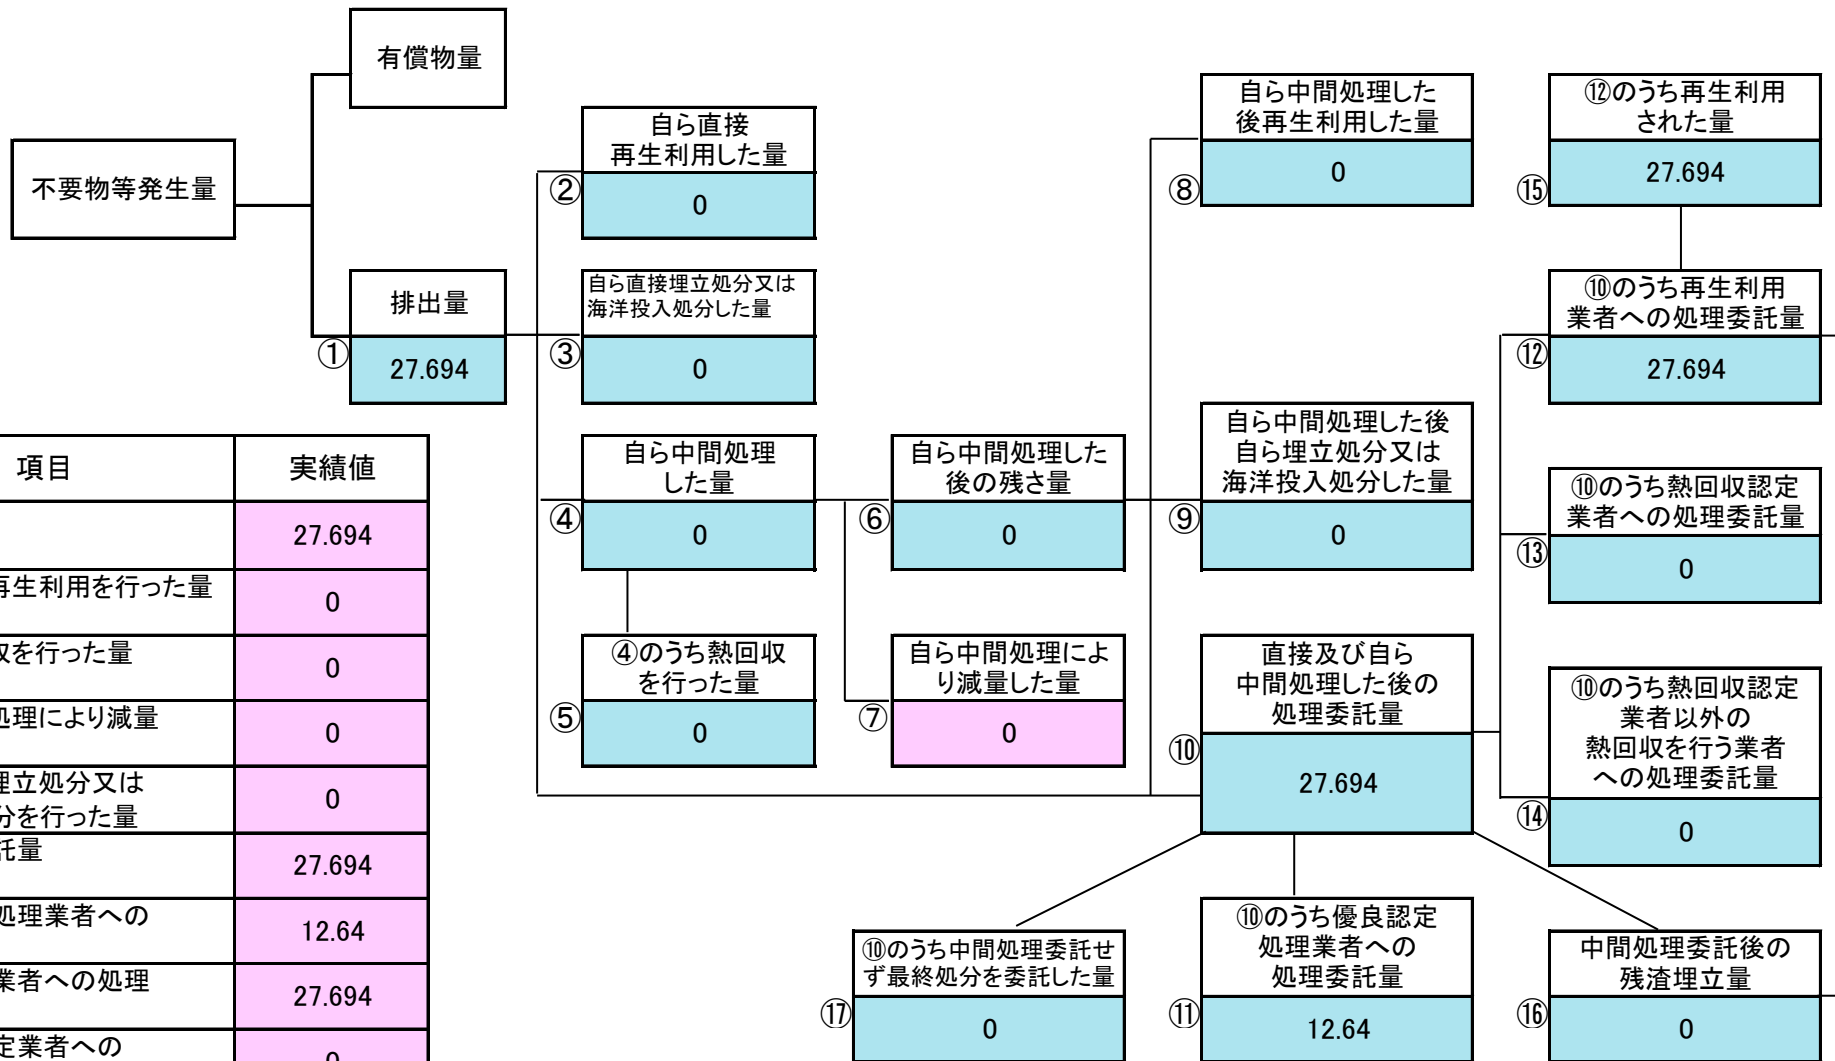 有償物量
不要物等発生量
排出量
①
27.694
自ら直接
再生利用した量
②
0
自ら直接埋立処分又は
海洋投入処分した量
③
0
自ら中間処理
した量
④
0
④のうち熱回収
を行った量
⑤
0
自ら中間処理した
後の残さ量
⑥
0
自ら中間処理によ
り減量した量
⑦
0
自ら中間処理した
後再生利用した量
⑧
0
自ら中間処理した後
自ら埋立処分又は
海洋投入処分した量
⑨
0
直接及び自ら
中間処理した後の
処理委託量
⑩
27.694
⑩のうち優良認定
処理業者への
処理委託量
⑪
12.64
⑫のうち再生利用
された量
⑮
27.694
⑩のうち再生利用
業者への処理委託量
⑫
27.694
⑩のうち熱回収認定
業者への処理委託量
⑬
0
⑩のうち熱回収認定
業者以外の
熱回収を行う業者
への処理委託量
⑭
0
中間処理委託後の
残渣埋立量
⑯
0
⑩のうち中間処理委託せ
ず最終処分を委託した量
⑰
0
項目 実績値
27.694
再生利用を行った量 0
収を行った量 0
処理により減量 0
埋立処分又は
分を行った量 0
託量 27.694
処理業者への 12.64
業者への処理 27.694
定業者への 0